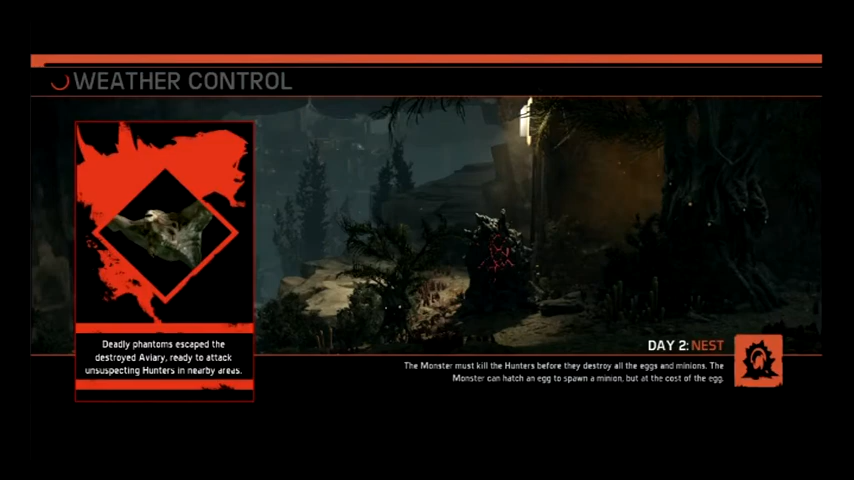 WEATHER CONTROL
Deadly phantoms escaped the
destroyed Aviary, ready to attack
unsuspecting Hunters in nearby areas.
DAY 2: NEST
The Monster must kill the Hunters before they destroy all the eggs and minions. The
Monster can hatch an egg to spawn a minion, but at the cost of the egg.